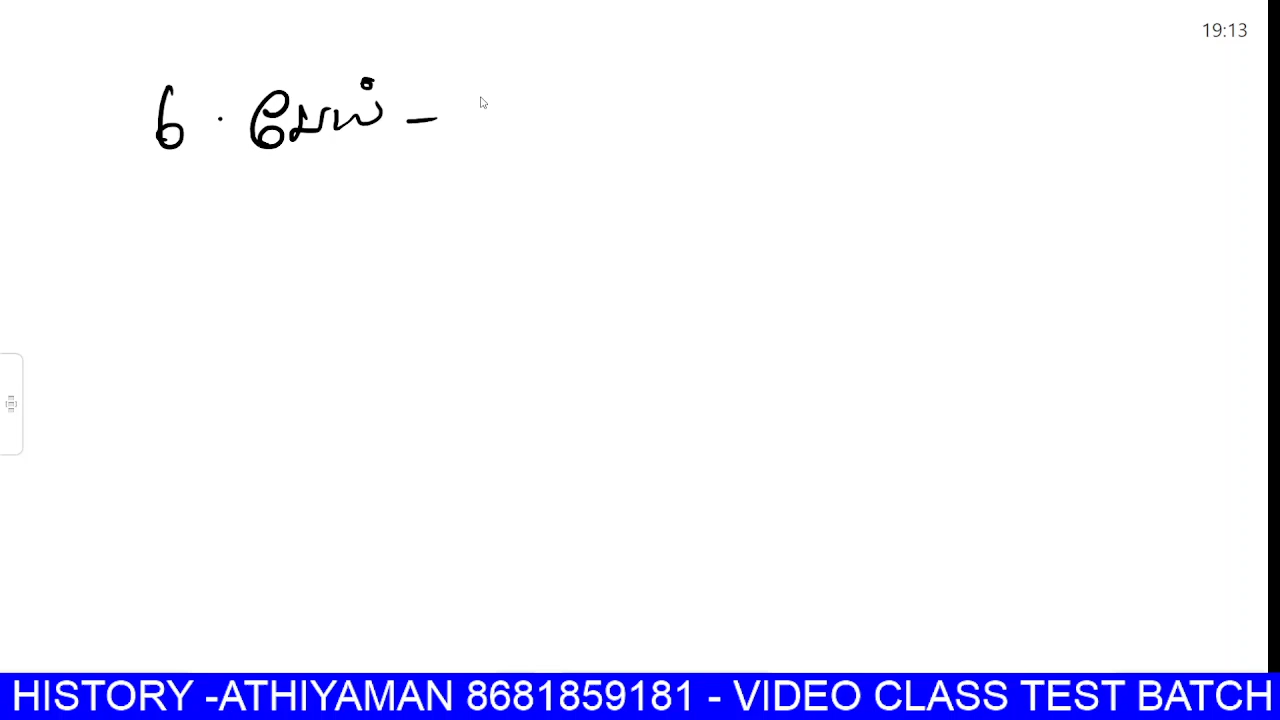 19:13
6. மேல் –
HISTORY -ATHIYAMAN 8681859181 - VIDEO CLASS TEST BATCH